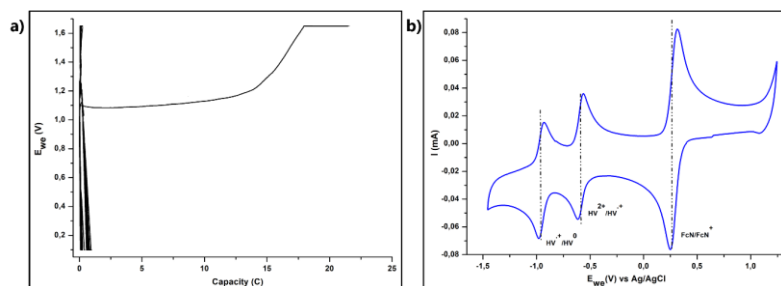 a)
1,6
1,4
1,2
1,0
0,8
0,6
0,4
0,2
E_we (V)
0 5 10 15 20 25
Capacity (C)
b)
0,08
0,06
0,04
0,02
0,00
-0,02
-0,04
-0,06
-0,08
I (mA)
HV.+/HV0
HV2+/HV.+
FcN/FcN+
-1,5 -1,0 -0,5 0,0 0,5 1,0
E_we(V) vs Ag/AgCl